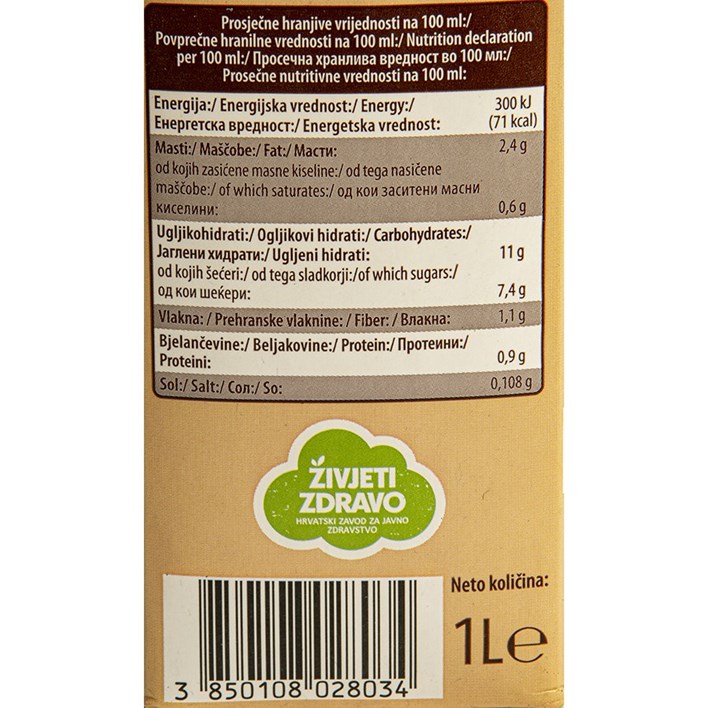 Prosječne hranjive vrijednosti na 100 ml:/
Povprečne hranilne vrednosti na 100 ml:/ Nutrition declaration
per 100 ml:/ Просечна хранлива вредност во 100 мл:/
Prosečne nutritivne vrednosti na 100 ml:
Energija:/ Energijska vrednost:/ Energy:/ 300 kJ
Енергетска вредност:/ Energetska vrednost: (71 kcal)
Masti:/ Maščobe:/ Fat:/ Масти: 2,4 g
od kojih zasićene masne kiseline:/ od tega nasičene
maščobe:/ of which saturates:/ од кои заситени масни
киселини: 0,6 g
Ugljikohidrati:/ Ogljikovi hidrati:/ Carbohydrates:/
Јаглени хидрати:/ Ugljeni hidrati: 11 g
od kojih šećeri:/ od tega sladkorji:/of which sugars:/
од кои шеќери: 7,4 g
Vlakna:/ Prehranske vlaknine:/ Fiber:/ Влакна: 1,1 g
Bjelančevine:/ Beljakovine:/ Protein:/ Протеини:/
Proteini: 0,9 g
Sol:/ Salt:/ Сол:/ So: 0,108 g
ŽIVJETI
ZDRAVO
HRVATSKI ZAVOD ZA JAVNO
ZDRAVSTVO
Neto količina:
1L℮
3 850108 028034